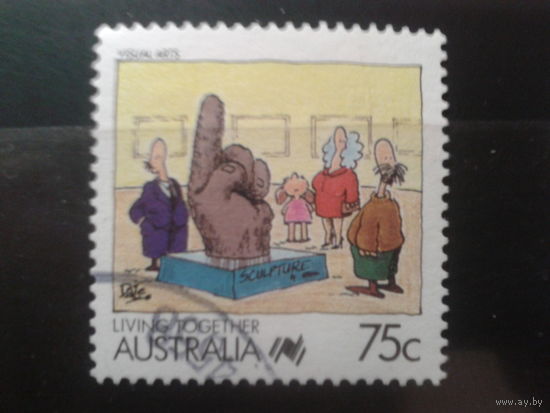 VISUAL ARTS
SCULPTURE
LIVING TOGETHER
AUSTRALIA 75c
www.ay.by